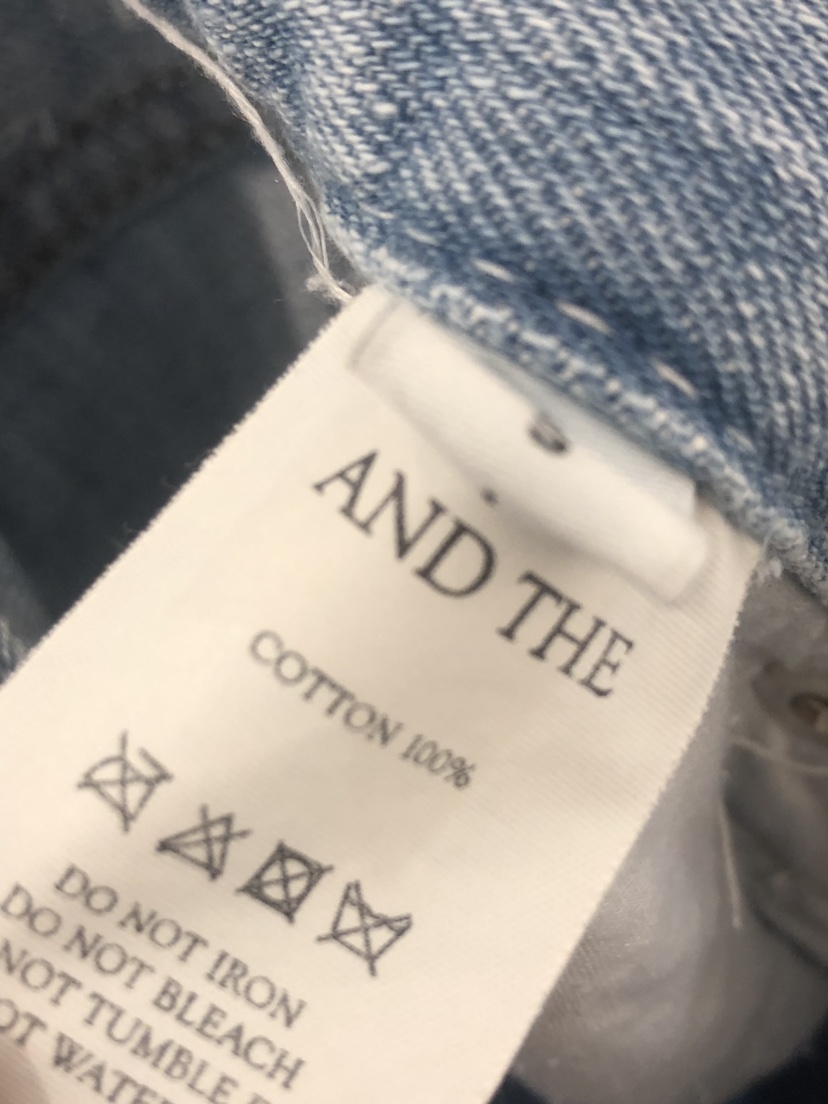 S
AND THE
COTTON 100%
DO NOT IRON
DO NOT BLEACH
NOT TUMBLE